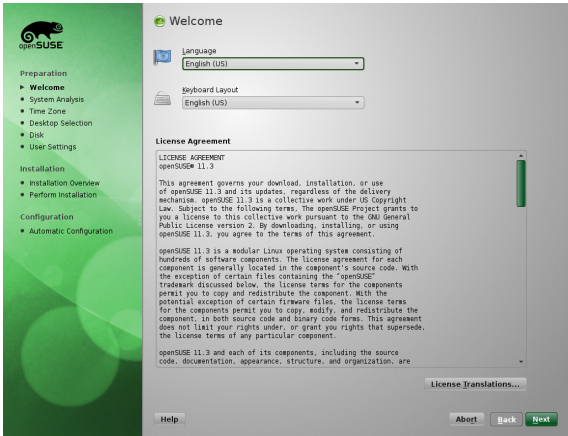 openSUSE
Preparation
Welcome
System Analysis
Time Zone
Desktop Selection
Disk
User Settings
Installation
Installation Overview
Perform Installation
Configuration
Automatic Configuration
Welcome
Language
English (US)
Keyboard Layout
English (US)
License Agreement
LICENSE AGREEMENT
openSUSE® 11.3
This agreement governs your download, installation, or use
of openSUSE 11.3 and its updates, regardless of the delivery
mechanism. openSUSE 11.3 is a collective work under US Copyright
Law. Subject to the following terms, The openSUSE Project grants to
you a license to this collective work pursuant to the GNU General
Public License version 2. By downloading, installing, or using
openSUSE 11.3, you agree to the terms of this agreement.
openSUSE 11.3 is a modular Linux operating system consisting of
hundreds of software components. The license agreement for each
component is generally located in the component's source code. With
the exception of certain files containing the "openSUSE"
trademark discussed below, the license terms for the components
permit you to copy and redistribute the component. With the
potential exception of certain firmware files, the license terms
for the components permit you to copy, modify, and redistribute the
component, in both source code and binary code forms. This agreement
does not limit your rights under, or grant you rights that supersede,
the license terms of any particular component.
openSUSE 11.3 and each of its components, including the source
code, documentation, appearance, structure, and organization, are
License Translations...
Help
Abort
Back
Next